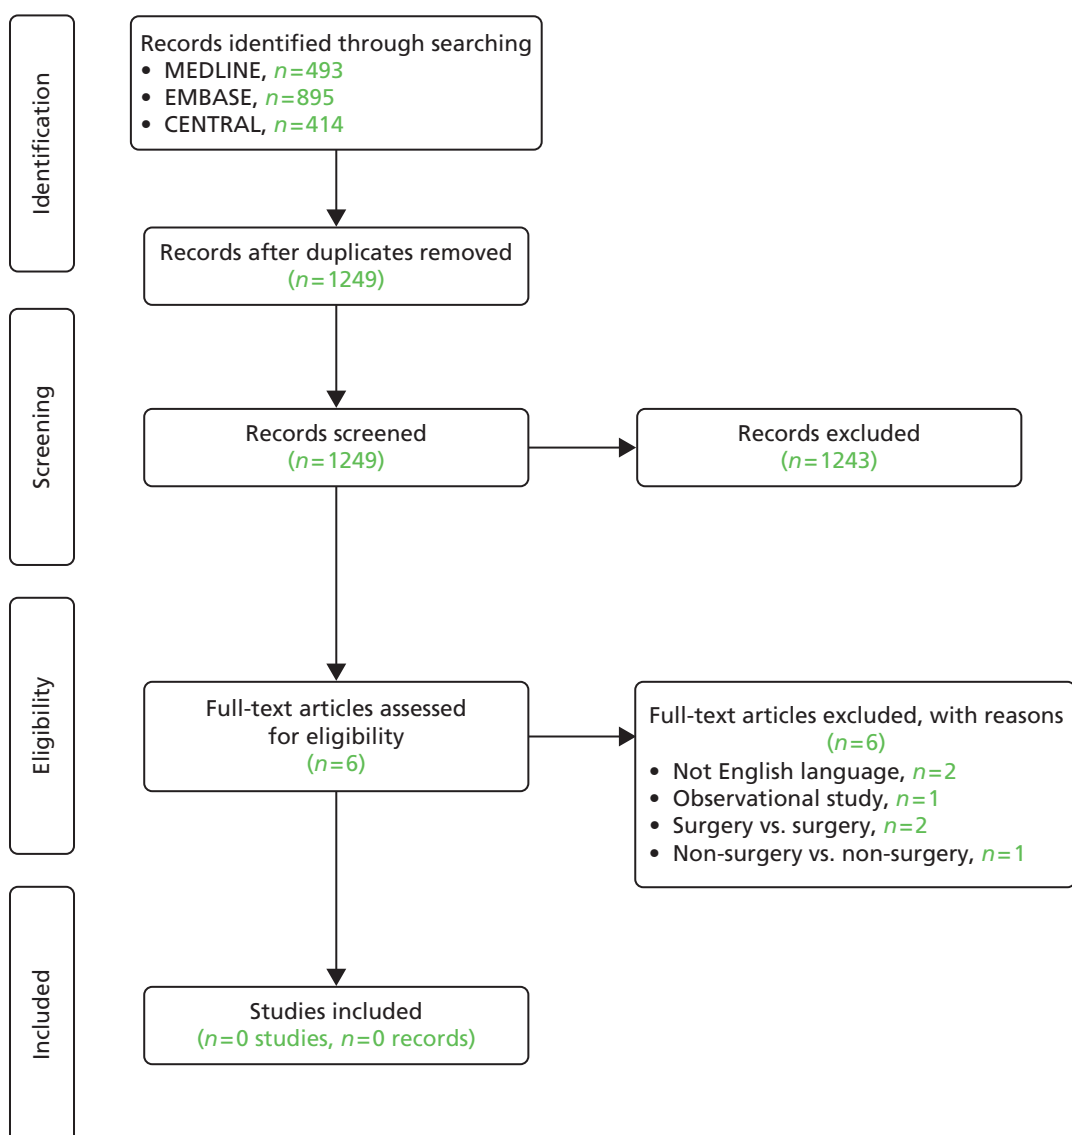 Identification
Records identified through searching
• MEDLINE, n=493
• EMBASE, n=895
• CENTRAL, n=414
Records after duplicates removed
(n=1249)
Screening
Records screened
(n=1249)
Records excluded
(n=1243)
Eligibility
Full-text articles assessed
for eligibility
(n=6)
Full-text articles excluded, with reasons
(n=6)
• Not English language, n=2
• Observational study, n=1
• Surgery vs. surgery, n=2
• Non-surgery vs. non-surgery, n=1
Included
Studies included
(n=0 studies, n=0 records)